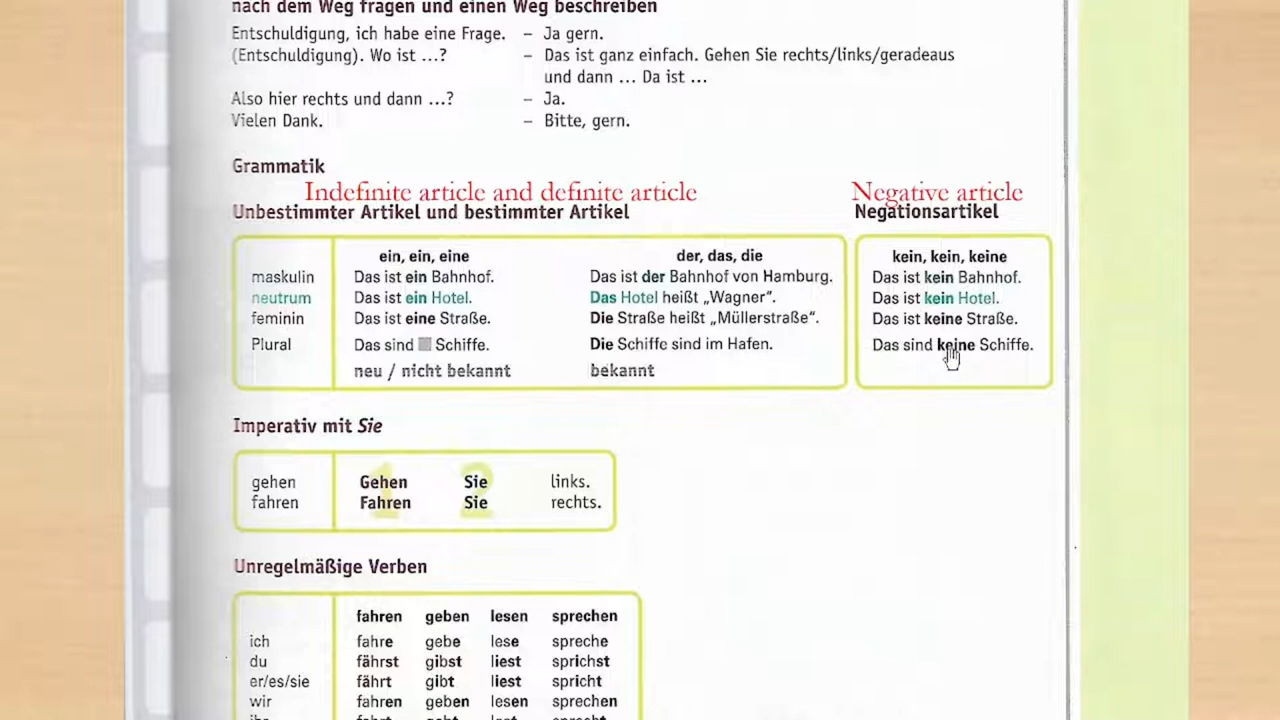 nach dem Weg fragen und einen Weg beschreiben
Entschuldigung, ich habe eine Frage. – Ja gern.
(Entschuldigung). Wo ist ...? – Das ist ganz einfach. Gehen Sie rechts/links/geradeaus
und dann ... Da ist ...
Also hier rechts und dann ...? – Ja.
Vielen Dank. – Bitte, gern.
Grammatik
Indefinite article and definite article Negative article
Unbestimmter Artikel und bestimmter Artikel Negationsartikel
ein, ein, eine der, das, die kein, kein, keine
maskulin Das ist ein Bahnhof. Das ist der Bahnhof von Hamburg. Das ist kein Bahnhof.
neutrum Das ist ein Hotel. Das Hotel heißt „Wagner“. Das ist kein Hotel.
feminin Das ist eine Straße. Die Straße heißt „Müllerstraße“. Das ist keine Straße.
Plural Das sind Schiffe. Die Schiffe sind im Hafen. Das sind keine Schiffe.
neu / nicht bekannt bekannt
Imperativ mit Sie
1 2
gehen Gehen Sie links.
fahren Fahren Sie rechts.
Unregelmäßige Verben
fahren geben lesen sprechen
ich fahre gebe lese spreche
du fährst gibst liest sprichst
er/es/sie fährt gibt liest spricht
wir fahren geben lesen sprechen